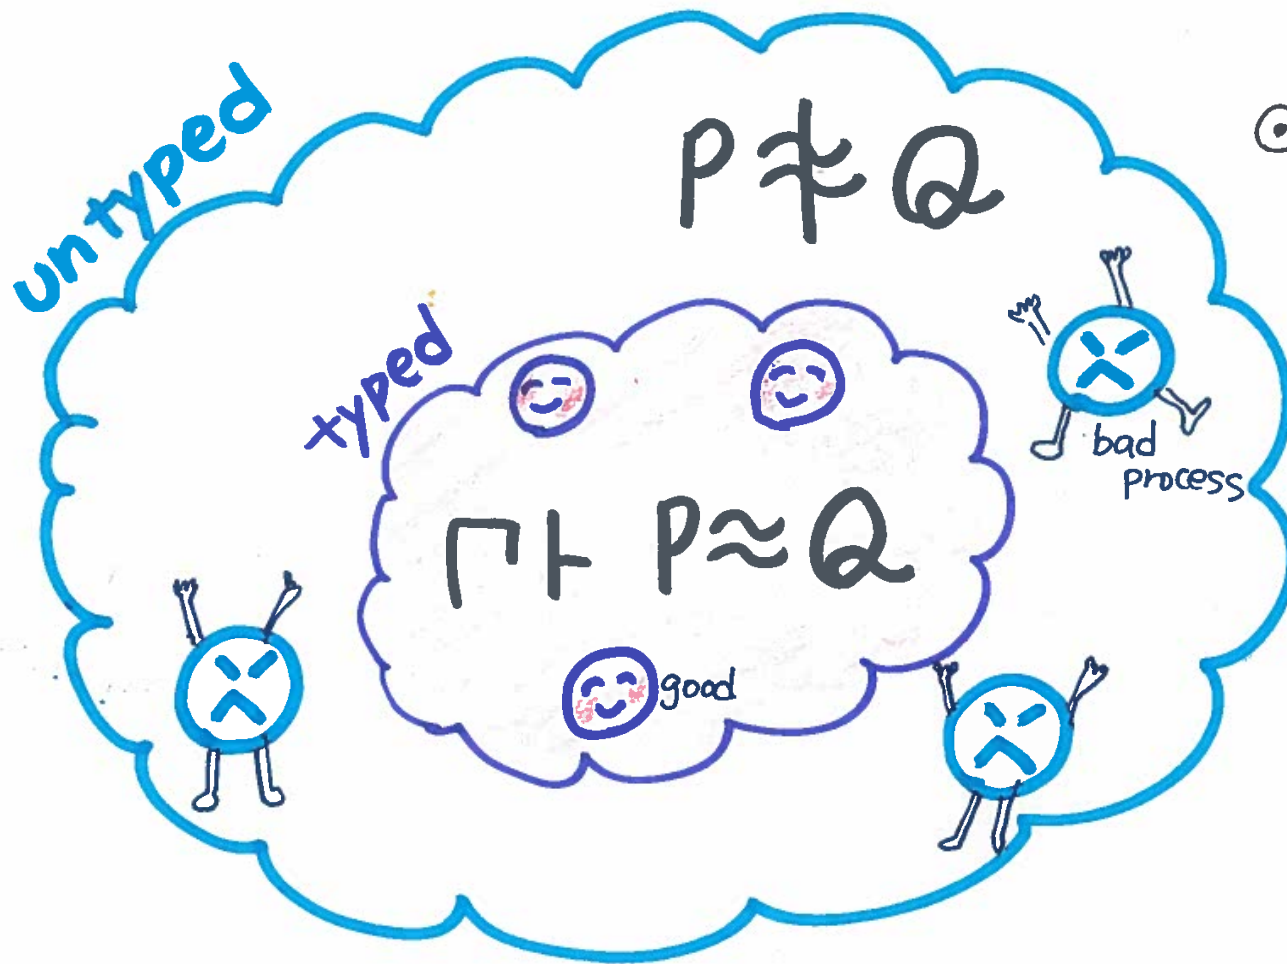 untyped
P ≉ Q
typed
Γ ⊢ P ≈ Q
bad
process
good